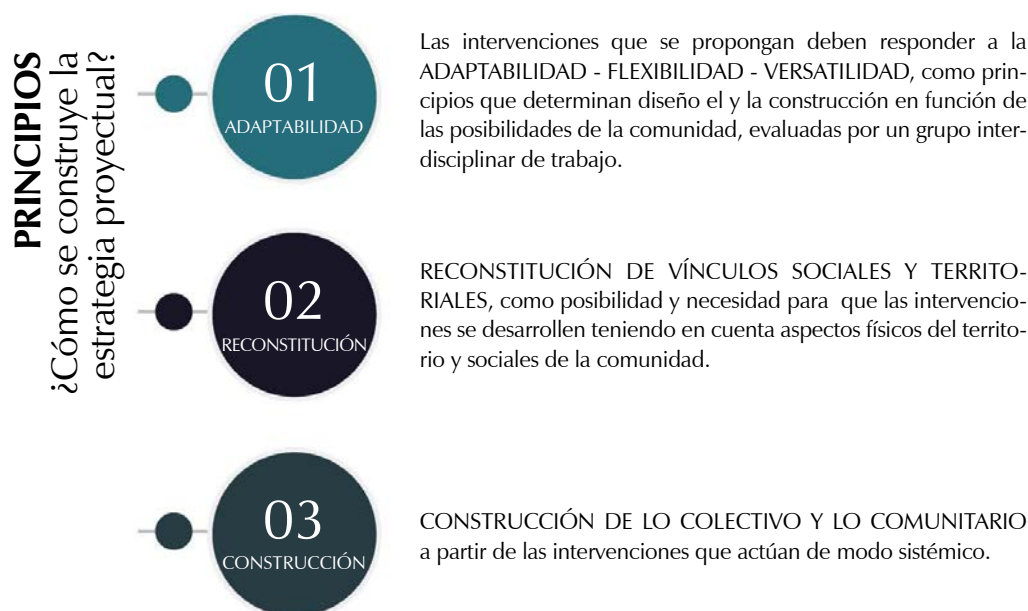 PRINCIPIOS
¿Cómo se construye la
estrategia proyectual?
01
ADAPTABILIDAD
Las intervenciones que se propongan deben responder a la
ADAPTABILIDAD - FLEXIBILIDAD - VERSATILIDAD, como prin-
cipios que determinan diseño el y la construcción en función de
las posibilidades de la comunidad, evaluadas por un grupo inter-
disciplinar de trabajo.
02
RECONSTITUCIÓN
RECONSTITUCIÓN DE VÍNCULOS SOCIALES Y TERRITO-
RIALES, como posibilidad y necesidad para que las intervencio-
nes se desarrollen teniendo en cuenta aspectos físicos del territo-
rio y sociales de la comunidad.
03
CONSTRUCCIÓN
CONSTRUCCIÓN DE LO COLECTIVO Y LO COMUNITARIO
a partir de las intervenciones que actúan de modo sistémico.